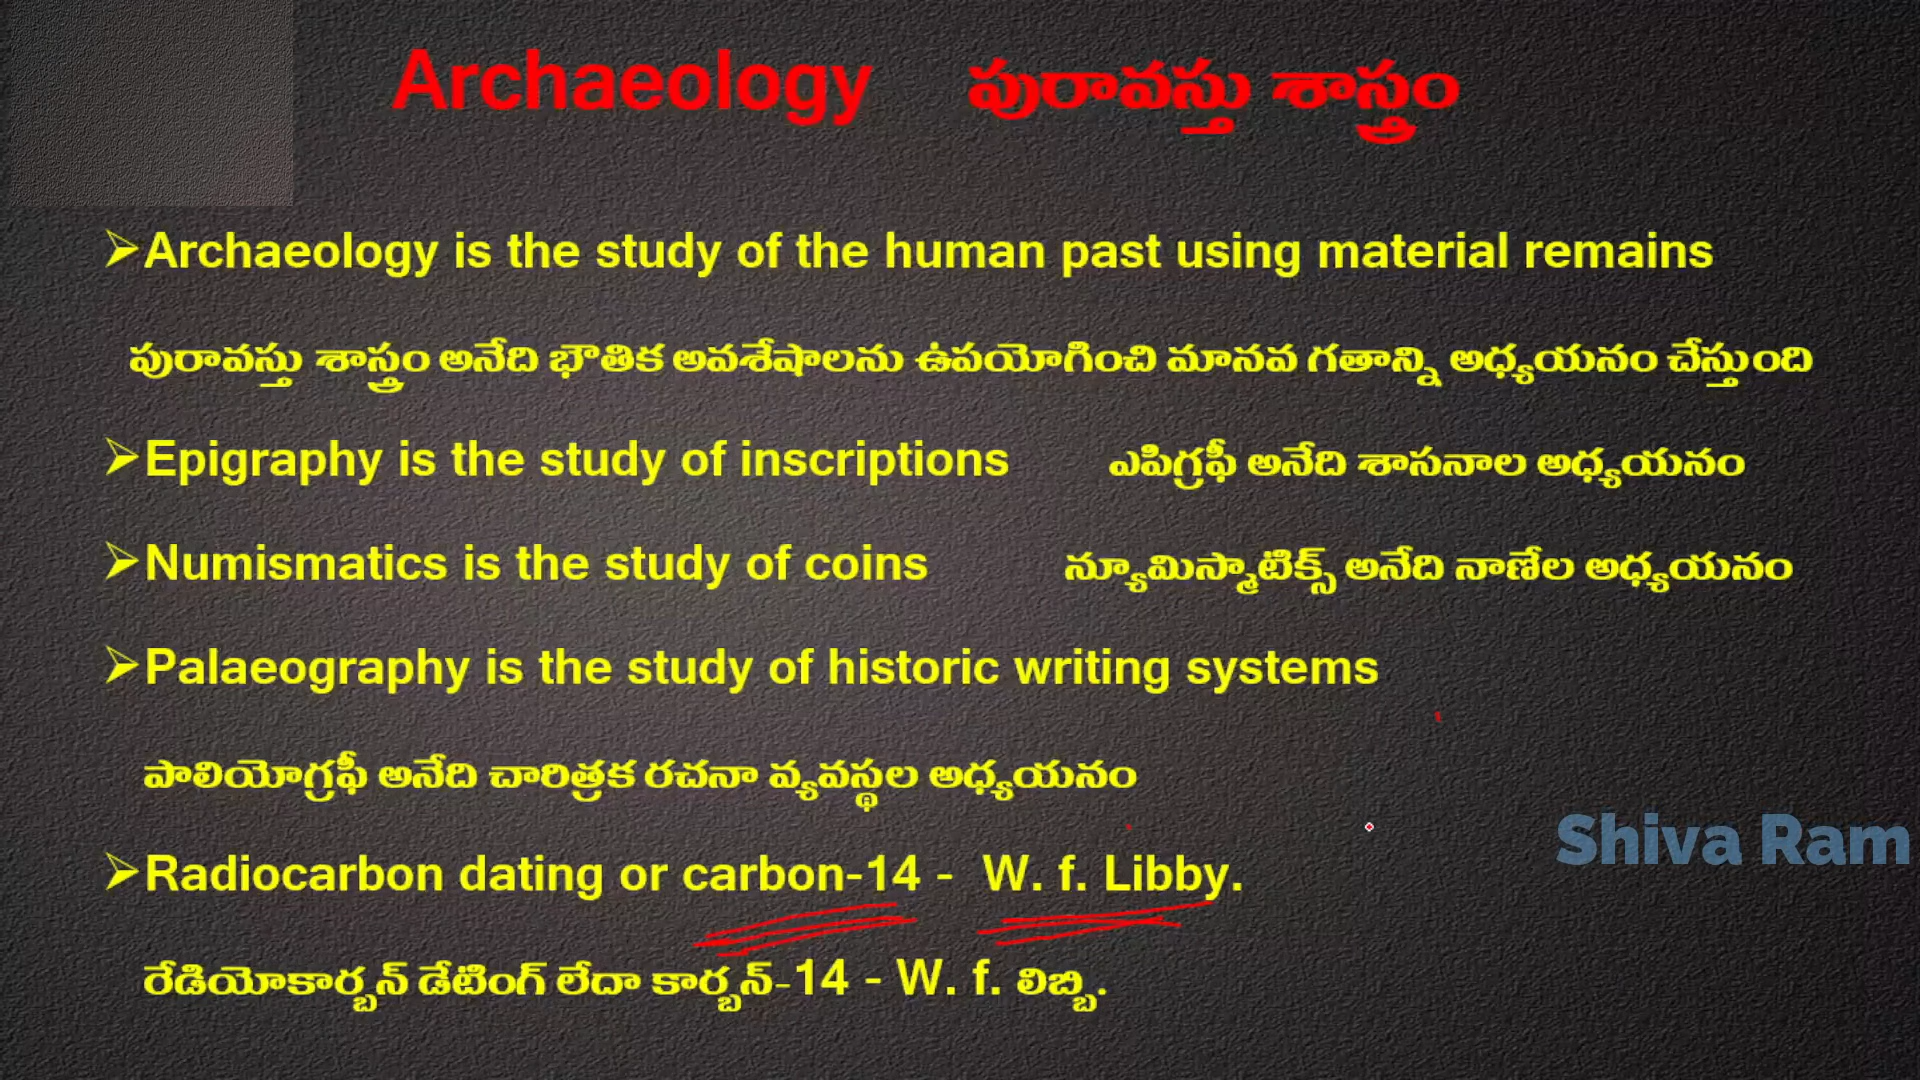 Archaeology పురావస్తు శాస్త్రం
➢Archaeology is the study of the human past using material remains
పురావస్తు శాస్త్రం అనేది భౌతిక అవశేషాలను ఉపయోగించి మానవ గతాన్ని అధ్యయనం చేస్తుంది
➢Epigraphy is the study of inscriptions ఎపిగ్రఫీ అనేది శాసనాల అధ్యయనం
➢Numismatics is the study of coins న్యూమిస్మాటిక్స్ అనేది నాణేల అధ్యయనం
➢Palaeography is the study of historic writing systems
పాలియోగ్రఫీ అనేది చారిత్రక రచనా వ్యవస్థల అధ్యయనం
Shiva Ram
➢Radiocarbon dating or carbon-14 - W. f. Libby.
రేడియోకార్బన్ డేటింగ్ లేదా కార్బన్-14 - W. f. లిబ్బి.